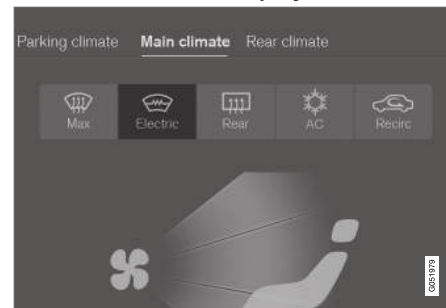 Parking climate Main climate Rear climate
Max Electric Rear AC Recirc
G051979